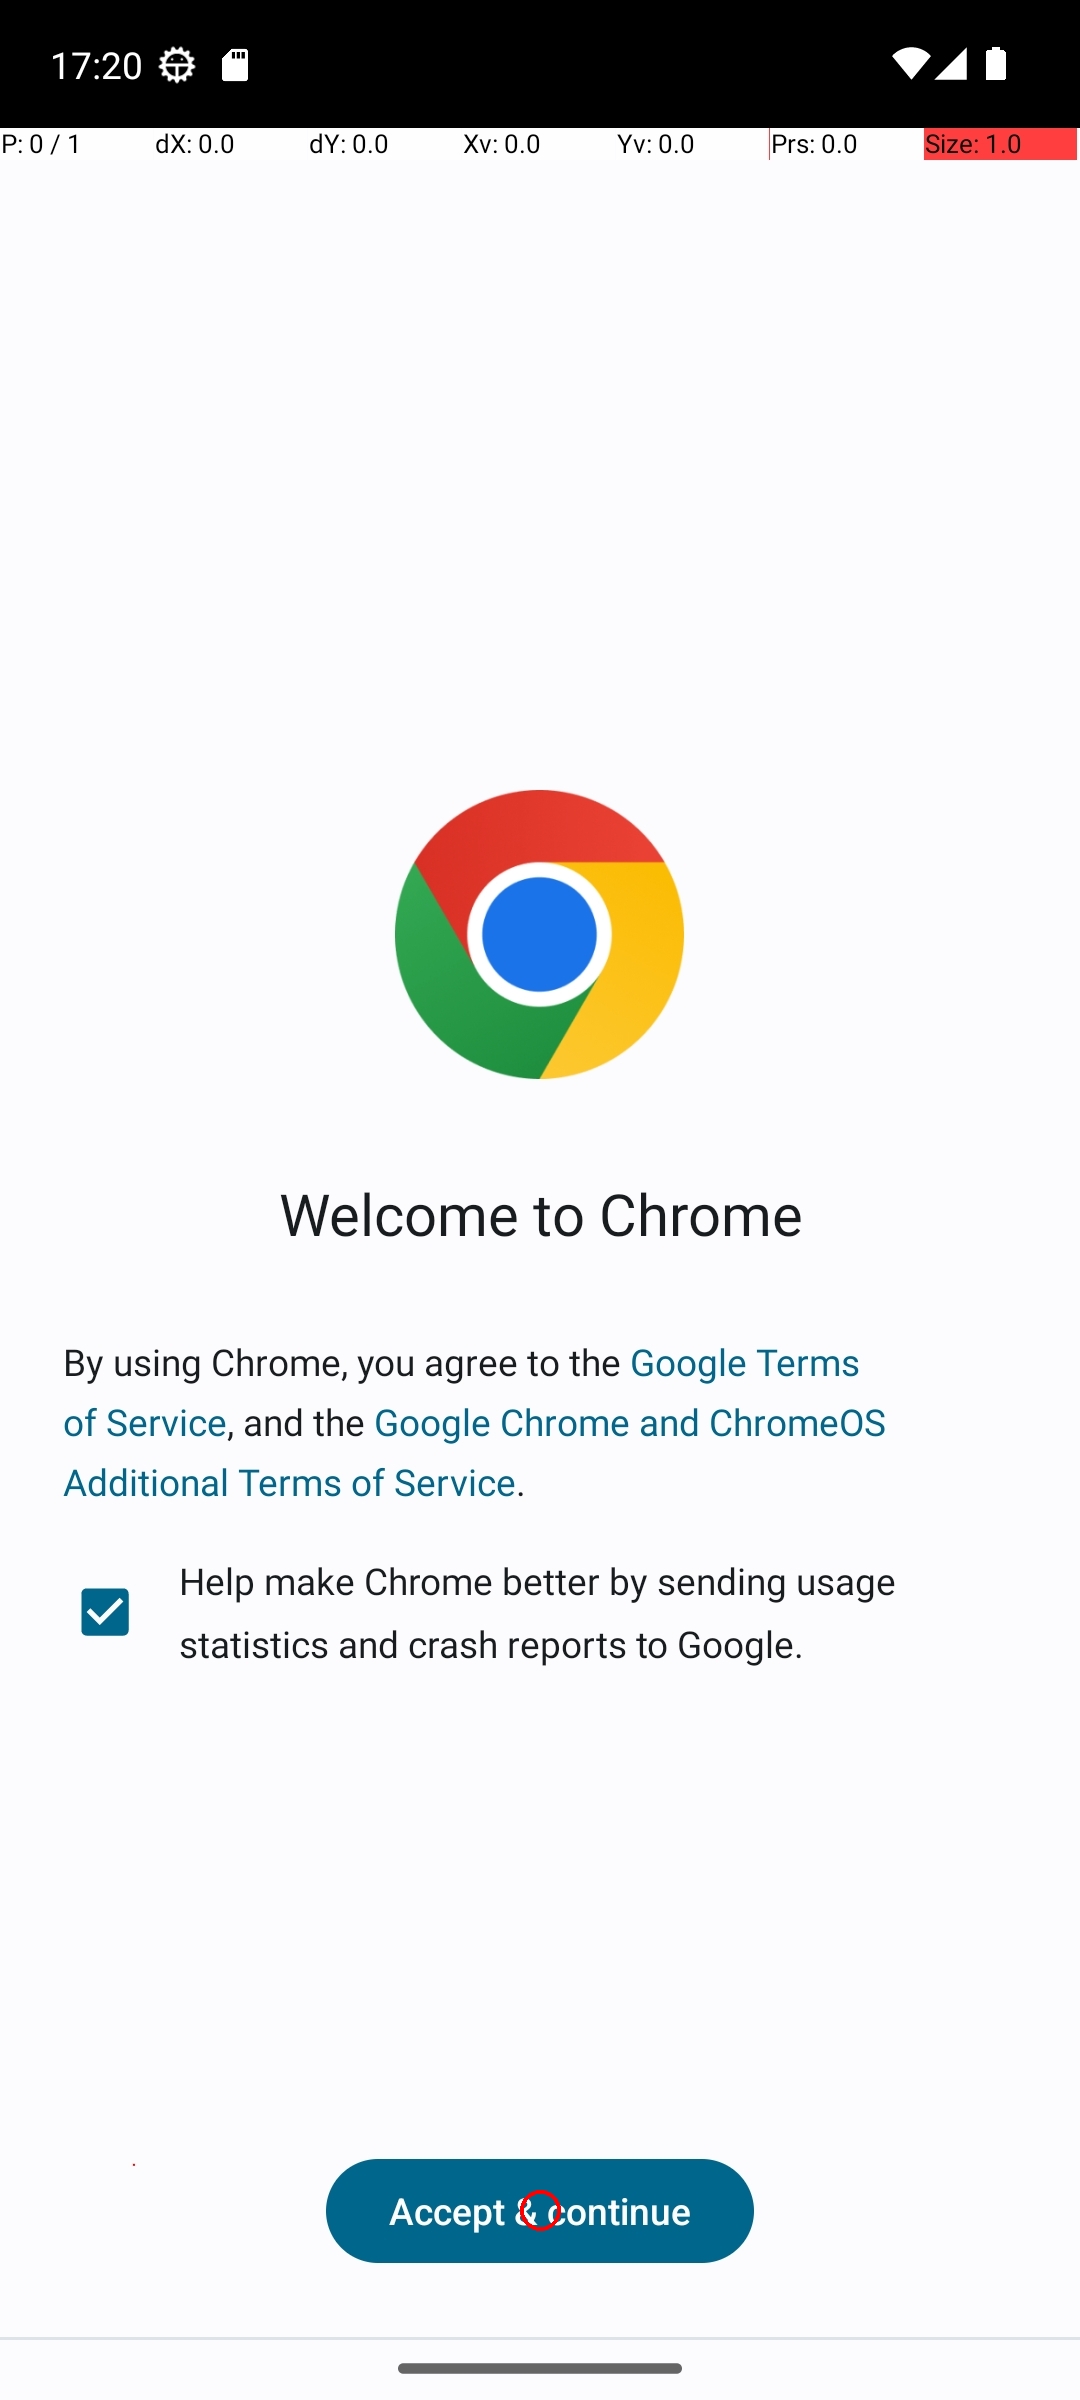 17:20
P: 0 / 1 dX: 0.0 dY: 0.0 Xv: 0.0 Yv: 0.0 Prs: 0.0 Size: 1.0
Welcome to Chrome
By using Chrome, you agree to the Google Terms
of Service, and the Google Chrome and ChromeOS
Additional Terms of Service.
Help make Chrome better by sending usage
statistics and crash reports to Google.
Accept & continue